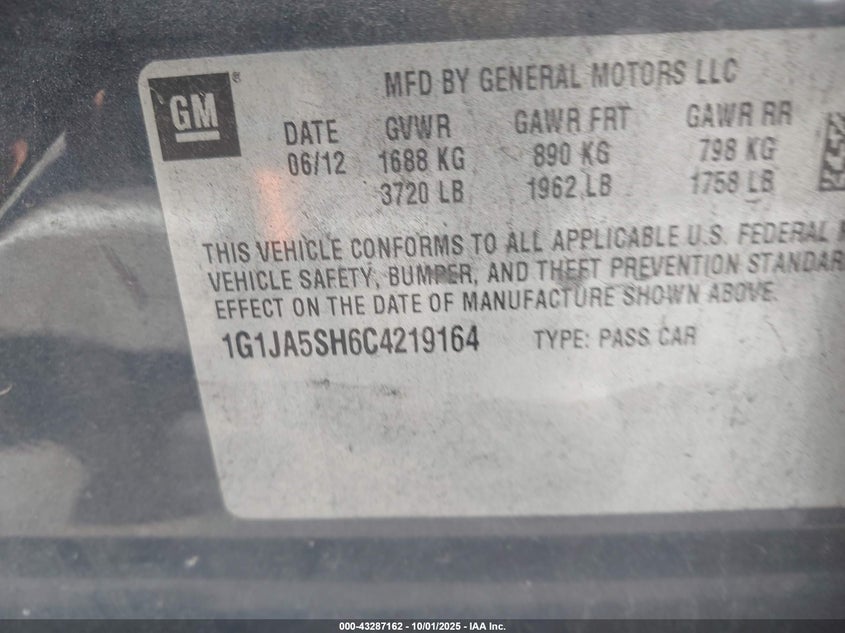 MFD BY GENERAL MOTORS LLC
GM®
DATE GVWR GAWR FRT GAWR RR
06/12 1688 KG 890 KG 798 KG
3720 LB 1962 LB 1758 LB
THIS VEHICLE CONFORMS TO ALL APPLICABLE U.S. FEDERAL
VEHICLE SAFETY, BUMPER, AND THEFT PREVENTION STANDAR
EFFECT ON THE DATE OF MANUFACTURE SHOWN ABOVE.
1G1JA5SH6C4219164 TYPE: PASS CAR
000-43287162 - 10/01/2025 - IAA Inc.